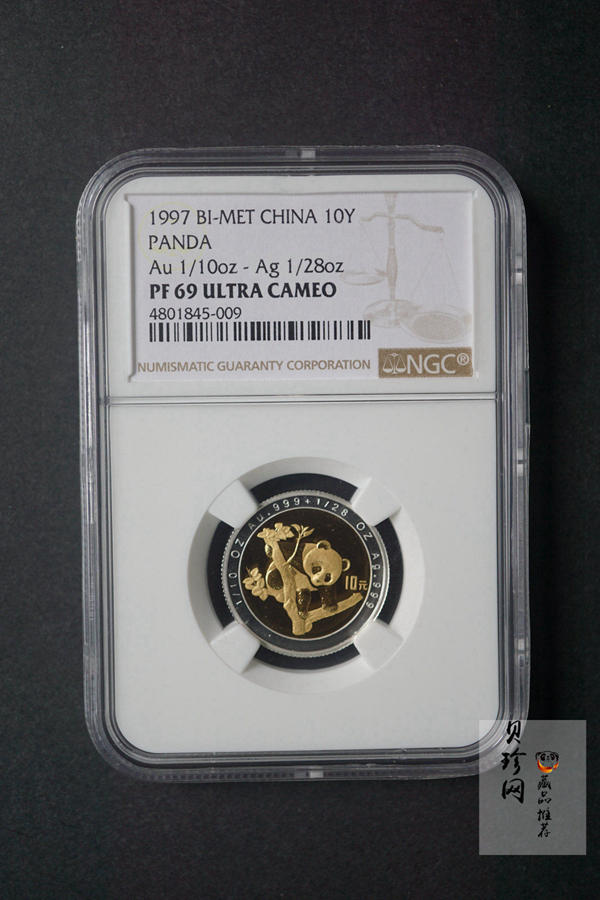 1997 BI-MET CHINA 10Y
PANDA
Au 1/10oz - Ag 1/28oz
PF 69 ULTRA CAMEO
4801845-009
NUMISMATIC GUARANTY CORPORATION
NGC®
1/10 OZ Au.999+1/28 OZ Ag.999
10元
贝珍网
藏品推荐